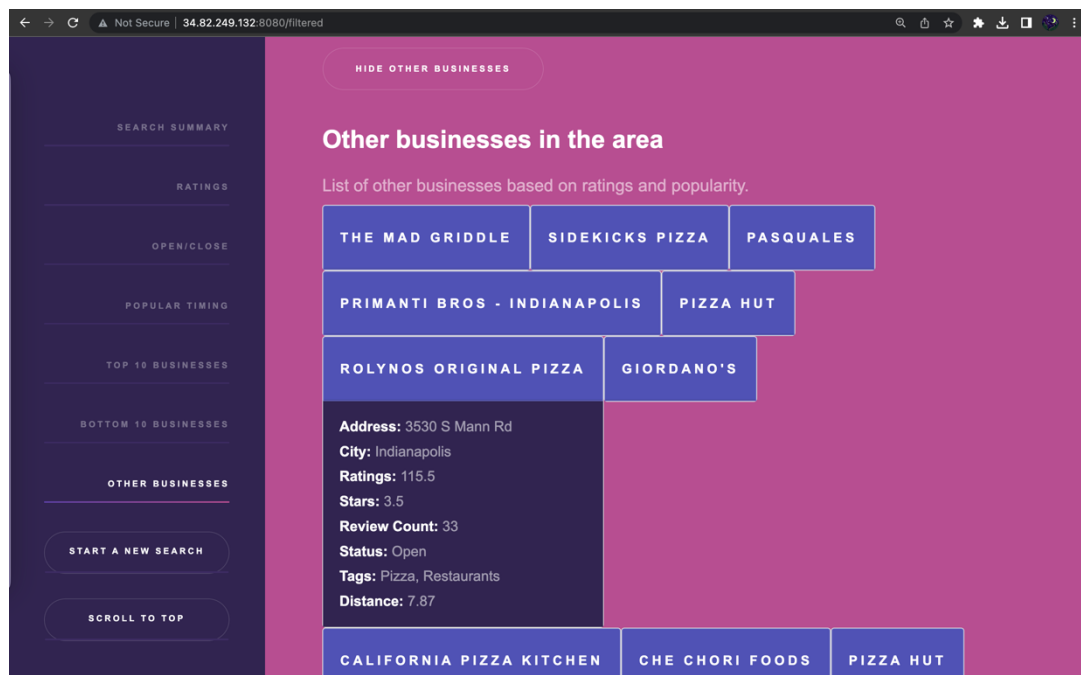 Not Secure | 34.82.249.132:8080/filtered
HIDE OTHER BUSINESSES
SEARCH SUMMARY
RATINGS
OPEN/CLOSE
POPULAR TIMING
TOP 10 BUSINESSES
BOTTOM 10 BUSINESSES
OTHER BUSINESSES
START A NEW SEARCH
SCROLL TO TOP
Other businesses in the area
List of other businesses based on ratings and popularity.
THE MAD GRIDDLE SIDEKICKS PIZZA PASQUALES
PRIMANTI BROS - INDIANAPOLIS PIZZA HUT
ROLYNOS ORIGINAL PIZZA GIORDANO'S
Address: 3530 S Mann Rd
City: Indianapolis
Ratings: 115.5
Stars: 3.5
Review Count: 33
Status: Open
Tags: Pizza, Restaurants
Distance: 7.87
CALIFORNIA PIZZA KITCHEN CHE CHORI FOODS PIZZA HUT